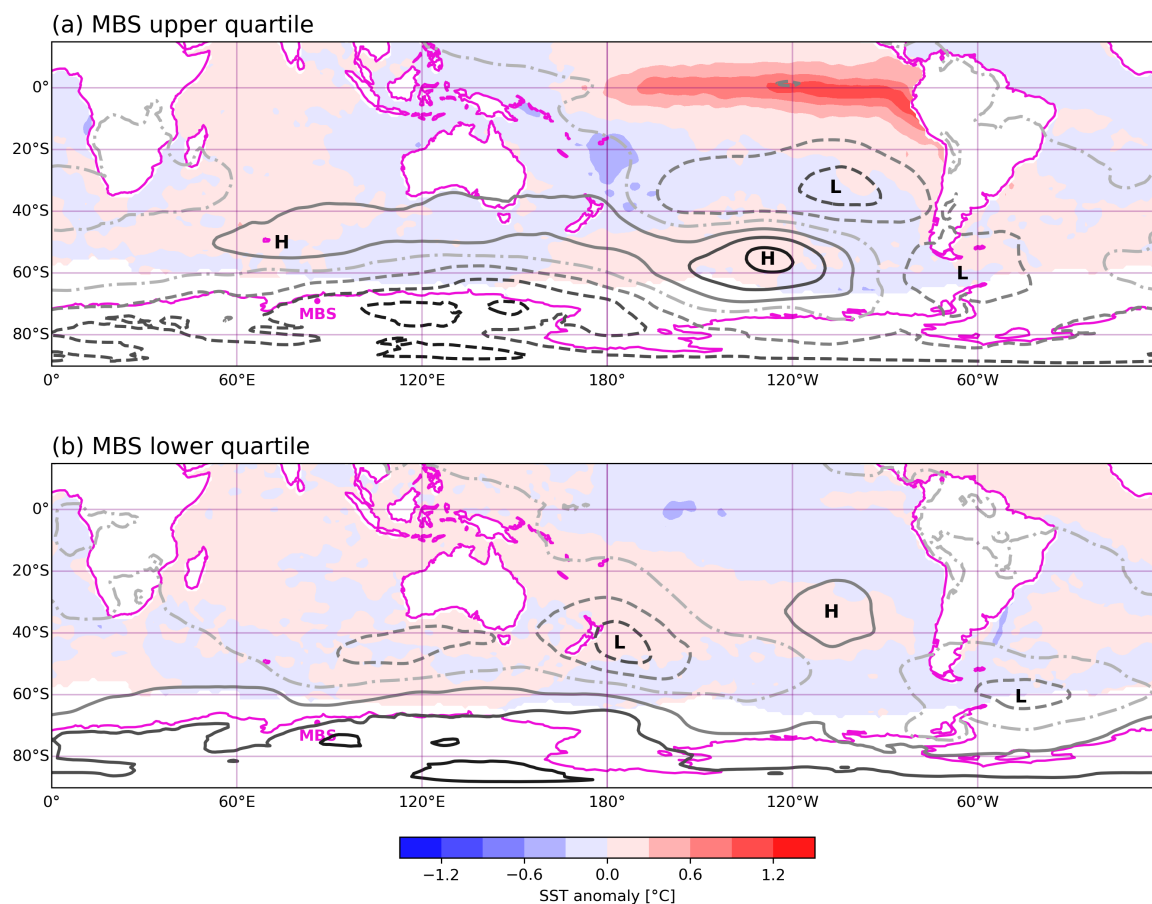 (a) MBS upper quartile
0°
20°S
L
40°S
H
H
60°S
L
MBS
80°S
0° 60°E 120°E 180° 120°W 60°W
(b) MBS lower quartile
0°
20°S
H
40°S
L
60°S
L
MBS
80°S
0° 60°E 120°E 180° 120°W 60°W
−1.2 −0.6 0.0 0.6 1.2
SST anomaly [°C]